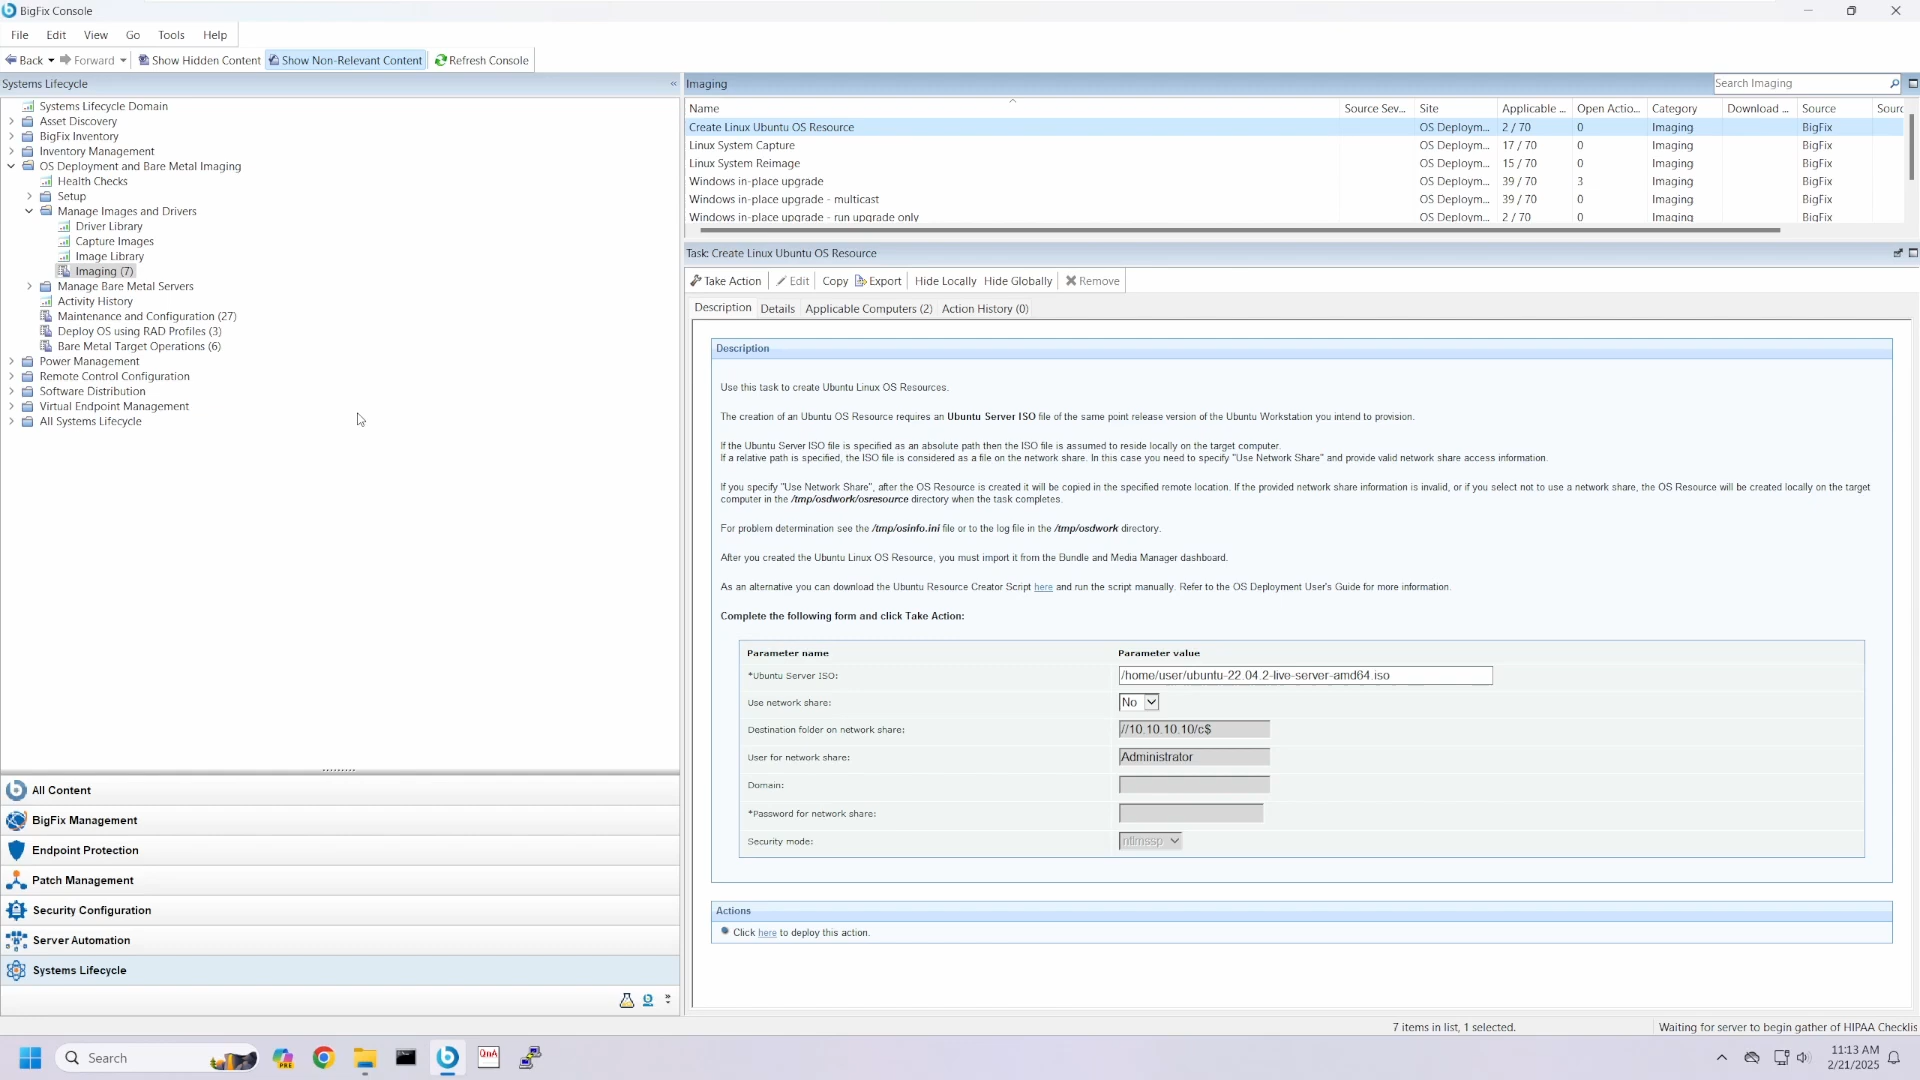 BigFix Console
File Edit View Go Tools Help
Back Forward Show Hidden Content Show Non-Relevant Content Refresh Console
Systems Lifecycle «
Systems Lifecycle Domain
Asset Discovery
BigFix Inventory
Inventory Management
OS Deployment and Bare Metal Imaging
Health Checks
Setup
Manage Images and Drivers
Driver Library
Capture Images
Image Library
Imaging (7)
Manage Bare Metal Servers
Activity History
Maintenance and Configuration (27)
Deploy OS using RAD Profiles (3)
Bare Metal Target Operations (6)
Power Management
Remote Control Configuration
Software Distribution
Virtual Endpoint Management
All Systems Lifecycle
All Content
BigFix Management
Endpoint Protection
Patch Management
Security Configuration
Server Automation
Systems Lifecycle
Imaging Search Imaging
Name Source Sev... Site Applicable ... Open Actio... Category Download ... Source Sourc
Create Linux Ubuntu OS Resource OS Deploym... 2 / 70 0 Imaging BigFix
Linux System Capture OS Deploym... 17 / 70 0 Imaging BigFix
Linux System Reimage OS Deploym... 15 / 70 0 Imaging BigFix
Windows in-place upgrade OS Deploym... 39 / 70 3 Imaging BigFix
Windows in-place upgrade - multicast OS Deploym... 39 / 70 0 Imaging BigFix
Windows in-place upgrade - run upgrade only OS Deploym... 2 / 70 0 Imaging BigFix
Task: Create Linux Ubuntu OS Resource
Take Action Edit Copy Export Hide Locally Hide Globally Remove
Description Details Applicable Computers (2) Action History (0)
Description
Use this task to create Ubuntu Linux OS Resources.
The creation of an Ubuntu OS Resource requires an Ubuntu Server ISO file of the same point release version of the Ubuntu Workstation you intend to provision.
If the Ubuntu Server ISO file is specified as an absolute path then the ISO file is assumed to reside locally on the target computer.
If a relative path is specified, the ISO file is considered as a file on the network share. In this case you need to specify "Use Network Share" and provide valid network share access information.
If you specify "Use Network Share", after the OS Resource is created it will be copied in the specified remote location. If the provided network share information is invalid, or if you select not to use a network share, the OS Resource will be created locally on the target
computer in the /tmp/osdwork/osresource directory when the task completes.
For problem determination see the /tmp/osinfo.ini file or to the log file in the /tmp/osdwork directory.
After you created the Ubuntu Linux OS Resource, you must import it from the Bundle and Media Manager dashboard.
As an alternative you can download the Ubuntu Resource Creator Script here and run the script manually. Refer to the OS Deployment User's Guide for more information.
Complete the following form and click Take Action:
Parameter name Parameter value
*Ubuntu Server ISO: /home/user/ubuntu-22.04.2-live-server-amd64.iso
Use network share: No
Destination folder on network share: //10.10.10.10/c$
User for network share: Administrator
Domain:
*Password for network share:
Security mode: ntlmssp
Actions
Click here to deploy this action.
7 items in list, 1 selected. Waiting for server to begin gather of HIPAA Checklis
Search PRE QnA 11:13 AM
2/21/2025